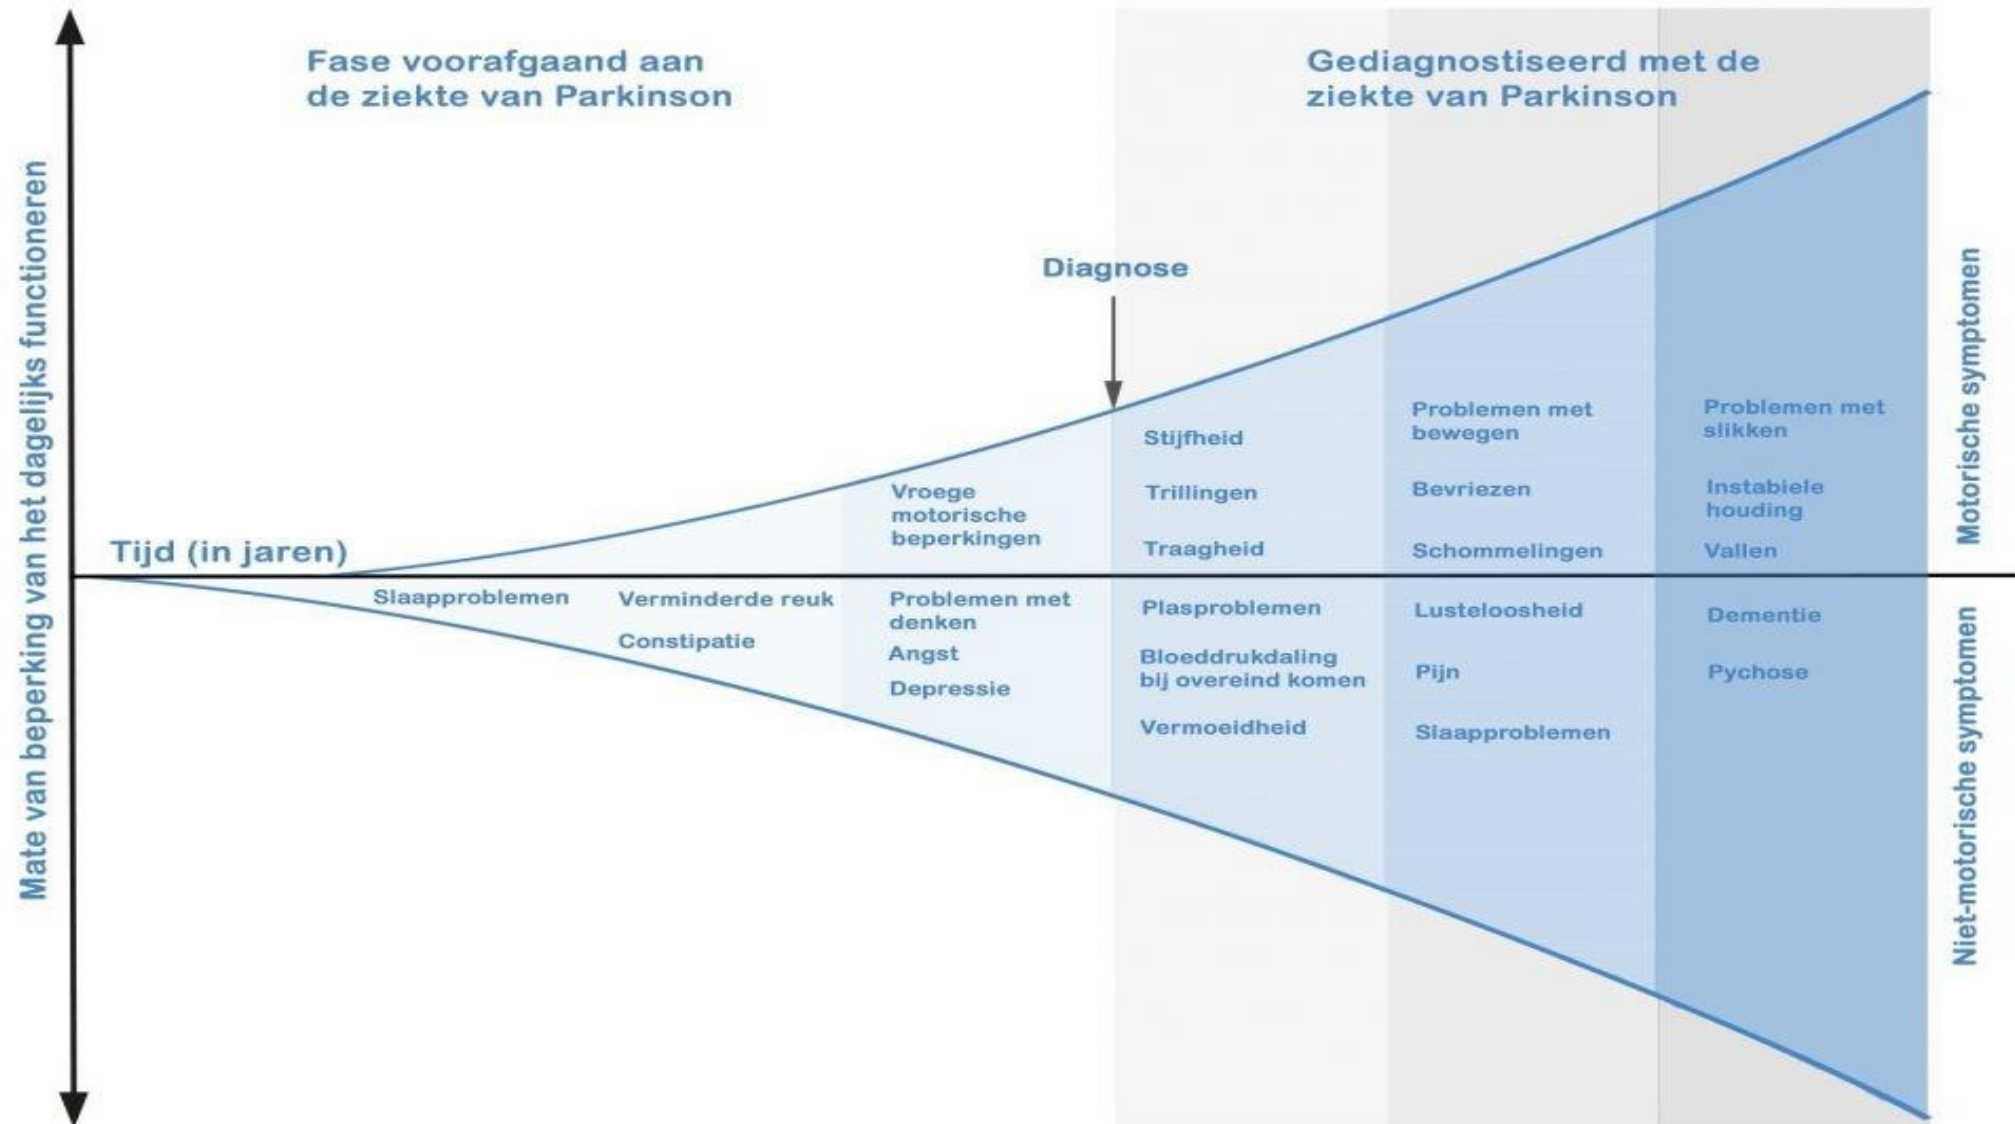 Fase voorafgaand aan
de ziekte van Parkinson
Gediagnostiseerd met de
ziekte van Parkinson
Mate van beperking van het dagelijks functioneren
Diagnose
Tijd (in jaren)
Vroege
motorische
beperkingen
Stijfheid
Trillingen
Traagheid
Problemen met
bewegen
Bevriezen
Schommelingen
Problemen met
slikken
Instabiele
houding
Vallen
Motorische symptomen
Slaapproblemen
Verminderde reuk
Constipatie
Problemen met
denken
Angst
Depressie
Plasproblemen
Bloeddrukdaling
bij overeind komen
Vermoeidheid
Lusteloosheid
Pijn
Slaapproblemen
Dementie
Pychose
Niet-motorische symptomen